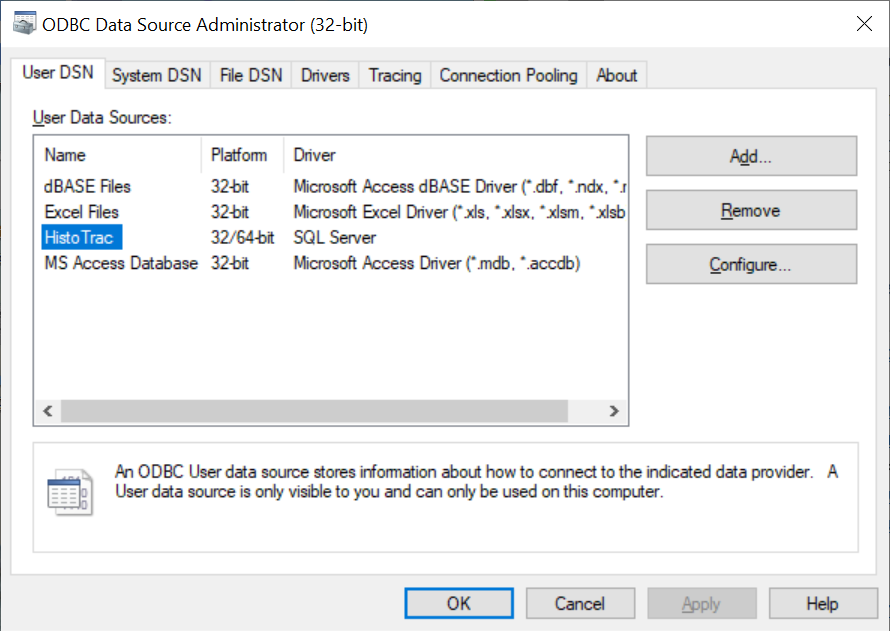 ODBC Data Source Administrator (32-bit)
User DSN System DSN File DSN Drivers Tracing Connection Pooling About
User Data Sources:
Name Platform Driver
dBASE Files 32-bit Microsoft Access dBASE Driver (*.dbf, *.ndx, *.r
Excel Files 32-bit Microsoft Excel Driver (*.xls, *.xlsx, *.xlsm, *.xlsb
HistoTrac 32/64-bit SQL Server
MS Access Database 32-bit Microsoft Access Driver (*.mdb, *.accdb)
Add...
Remove
Configure...
An ODBC User data source stores information about how to connect to the indicated data provider. A
User data source is only visible to you and can only be used on this computer.
OK Cancel Apply Help